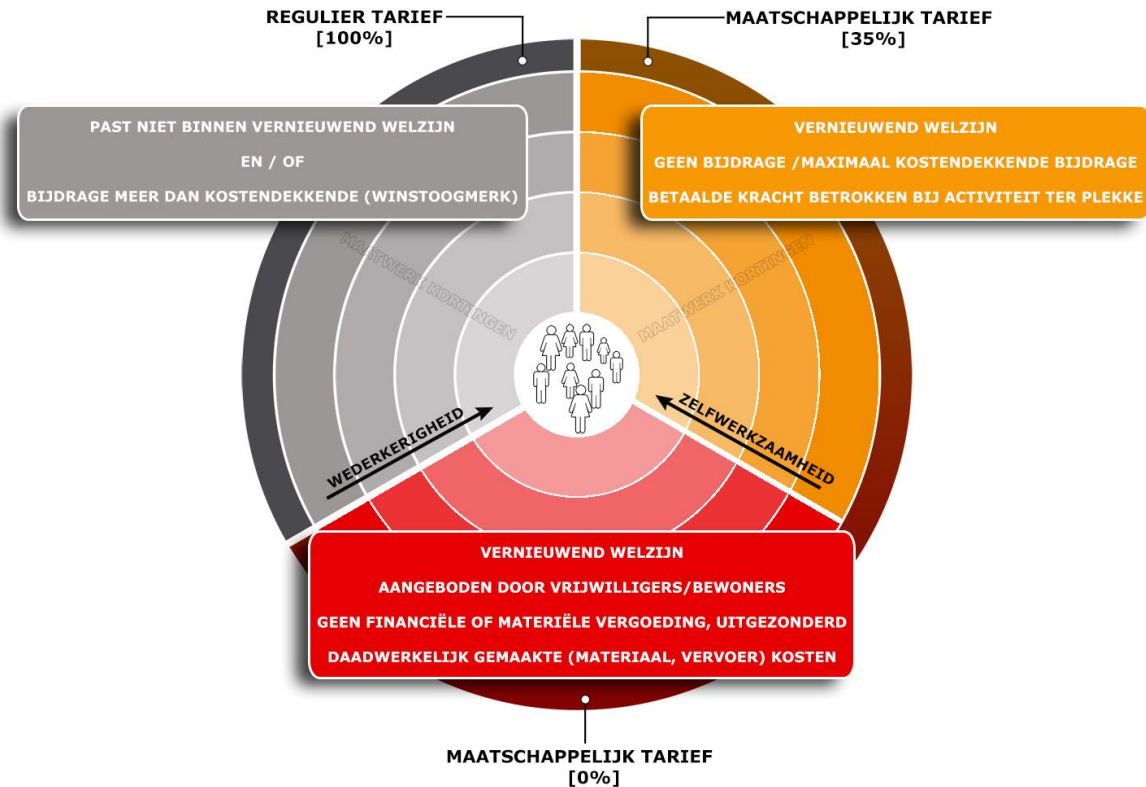 REGULIER TARIEF
[100%]
MAATSCHAPPELIJK TARIEF
[35%]
PAST NIET BINNEN VERNIEUWEND WELZIJN
EN / OF
BIJDRAGE MEER DAN KOSTENDEKKENDE (WINSTOOGMERK)
VERNIEUWEND WELZIJN
GEEN BIJDRAGE /MAXIMAAL KOSTENDEKKENDE BIJDRAGE
BETAALDE KRACHT BETROKKEN BIJ ACTIVITEIT TER PLEKKE
MAATWERK KORTINGEN
MAATWERK KORTINGEN
WEDERKERIGHEID
ZELFWERKZAAMHEID
VERNIEUWEND WELZIJN
AANGEBODEN DOOR VRIJWILLIGERS/BEWONERS
GEEN FINANCIËLE OF MATERIËLE VERGOEDING, UITGEZONDERD
DAADWERKELIJK GEMAAKTE (MATERIAAL, VERVOER) KOSTEN
MAATSCHAPPELIJK TARIEF
[0%]